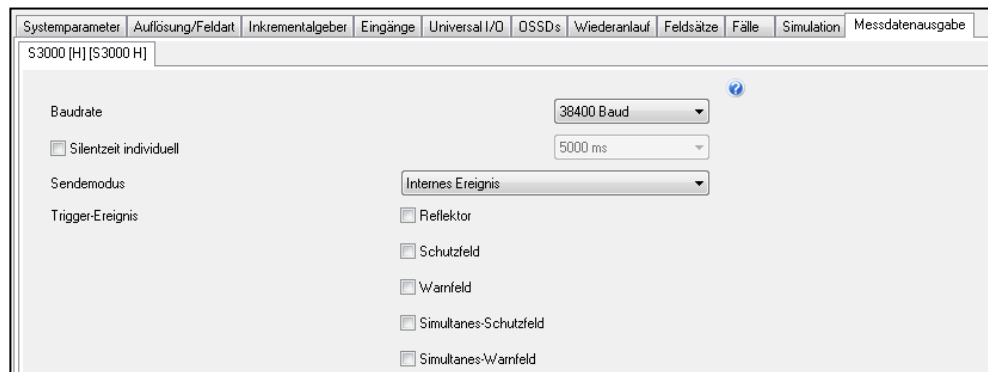 Systemparameter Auflösung/Feldart Inkrementalgeber Eingänge Universal I/O OSSDs Wiederanlauf Feldsätze Fälle Simulation Messdatenausgabe
S3000 [H] [S3000 H]
Baudrate 38400 Baud
Silentzeit individuell 5000 ms
Sendemodus Internes Ereignis
Trigger-Ereignis Reflektor
Schutzfeld
Warnfeld
Simultanes-Schutzfeld
Simultanes-Warnfeld